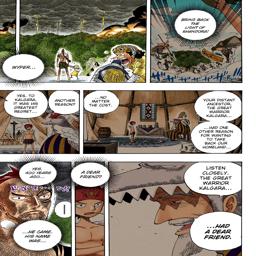 BRING BACK
THE
LIGHT OF
SHANDORA!
WYPER...
YOUR DISTANT
ANCESTOR,
THE GREAT
WARRIOR
KALGARA...
...HAD ONE
OTHER REASON
FOR WANTING
TO TAKE
BACK OUR
HOMELAND...
NO
MATTER
THE COST.
ANOTHER
REASON?
YES. TO
KALGARA,
IT WAS HIS
GREATEST
REGRET...
LISTEN
CLOSELY.
THE GREAT
WARRIOR
KALGARA...
...HAD
A DEAR
FRIEND.
A DEAR
FRIEND?
YES,
400 YEARS
AGO...
...HE CAME.
HIS NAME
WAS...